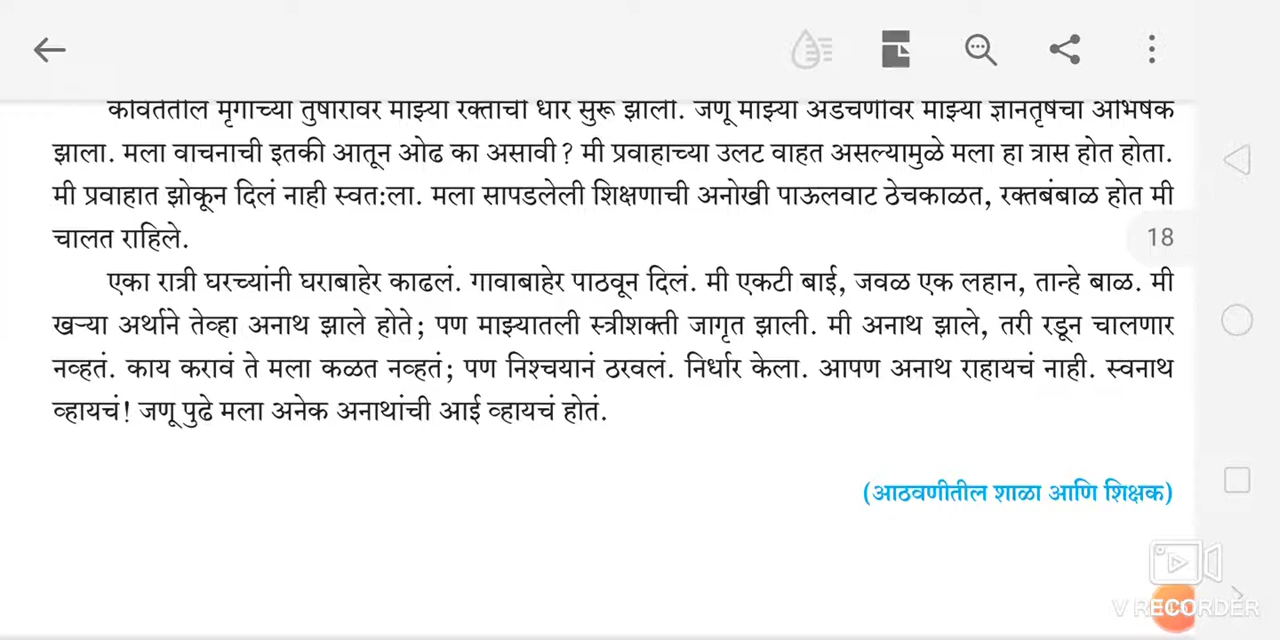 कवितेतील मृगाच्या तुषारांवर माझ्या रक्ताची धार सुरू झाली. जणू माझ्या अडचणींवर माझ्या ज्ञानतृषेचा अभिषेक
झाला. मला वाचनाची इतकी आतून ओढ का असावी? मी प्रवाहाच्या उलट वाहत असल्यामुळे मला हा त्रास होत होता.
मी प्रवाहात झोकून दिलं नाही स्वत:ला. मला सापडलेली शिक्षणाची अनोखी पाऊलवाट ठेचकाळत, रक्तबंबाळ होत मी
चालत राहिले.
18
एका रात्री घरच्यांनी घराबाहेर काढलं. गावाबाहेर पाठवून दिलं. मी एकटी बाई, जवळ एक लहान, तान्हे बाळ. मी
खऱ्या अर्थाने तेव्हा अनाथ झाले होते; पण माझ्यातली स्त्रीशक्ती जागृत झाली. मी अनाथ झाले, तरी रडून चालणार
नव्हतं. काय करावं ते मला कळत नव्हतं; पण निश्चयानं ठरवलं. निर्धार केला. आपण अनाथ राहायचं नाही. स्वनाथ
व्हायचं! जणू पुढे मला अनेक अनाथांची आई व्हायचं होतं.
(आठवणीतील शाळा आणि शिक्षक)
V RECORDER